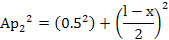 Ap₂² = (0.5²) + ((l − x)/2)²